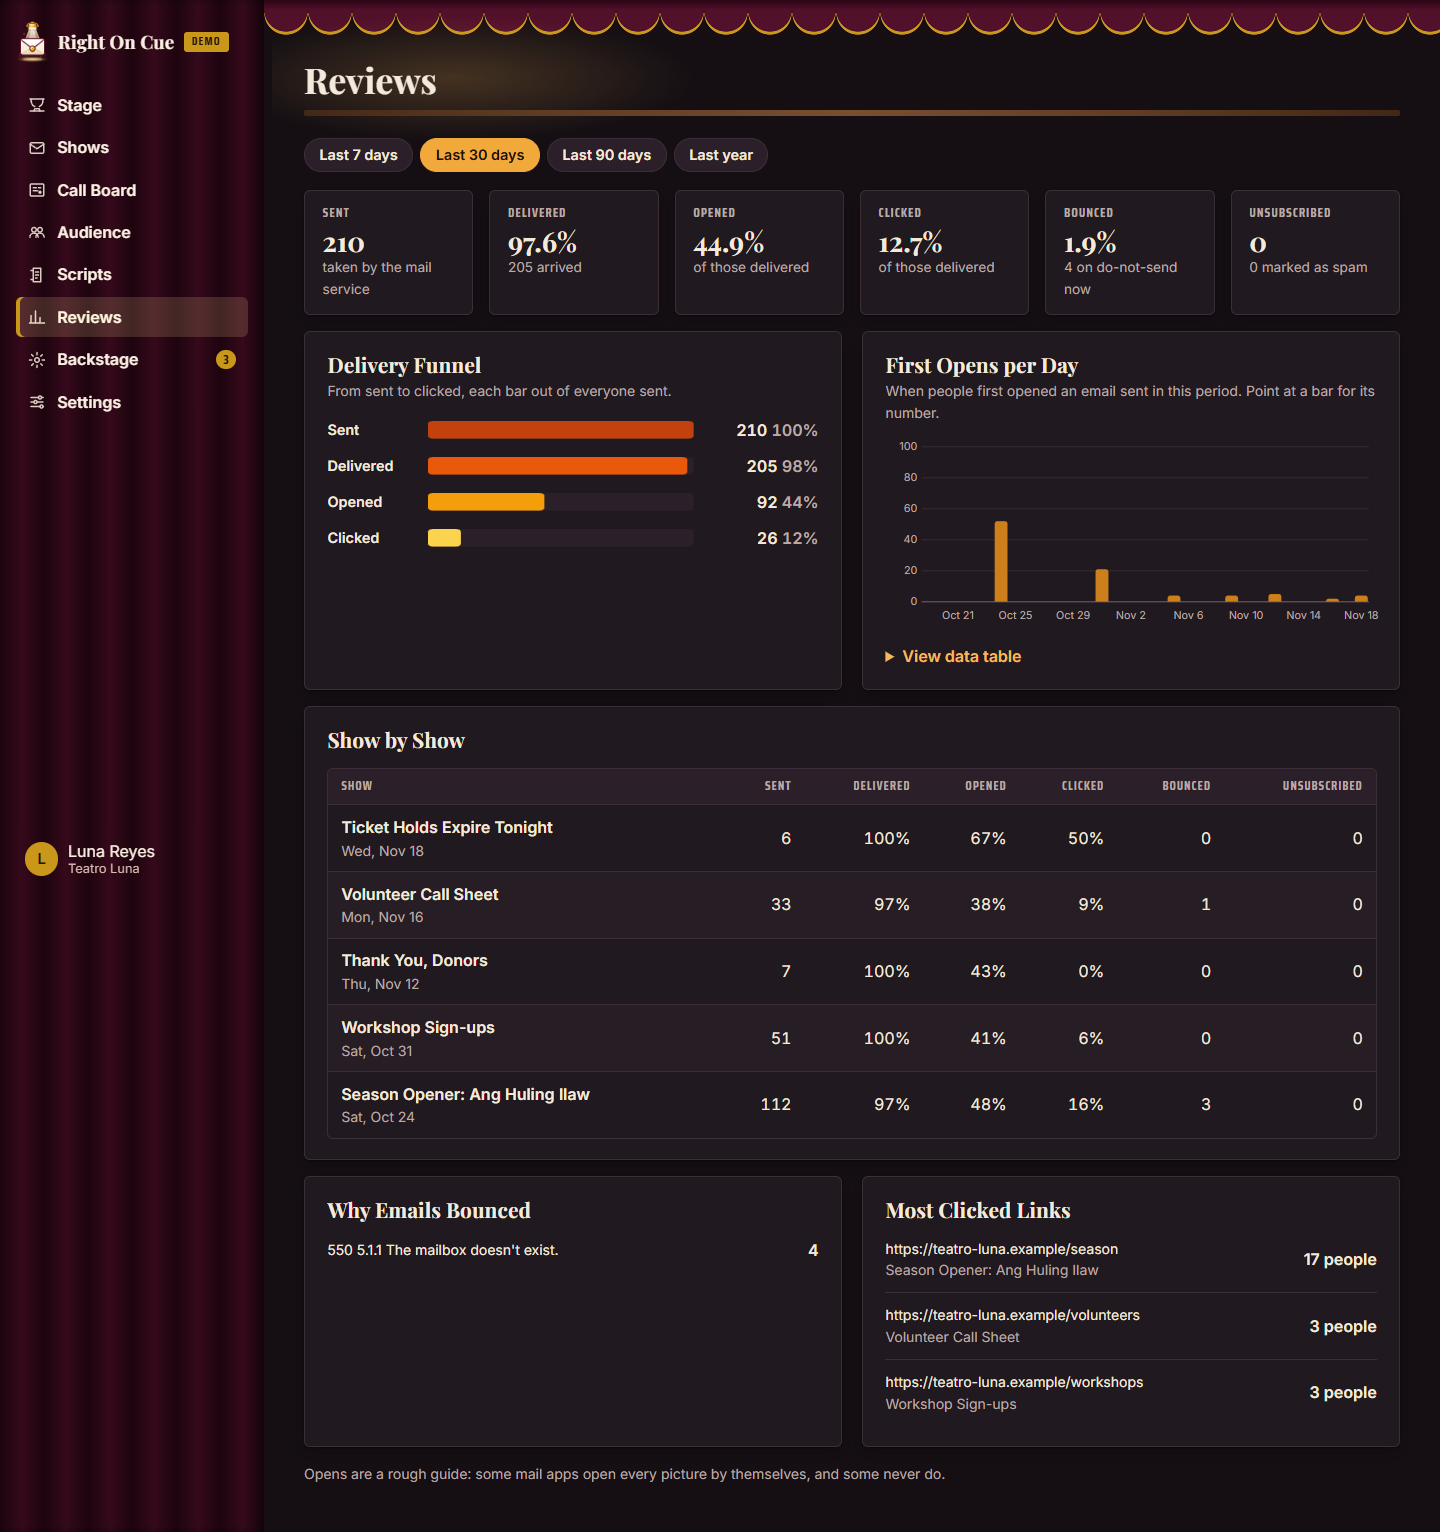 Right On Cue DEMO
Stage
Shows
Call Board
Audience
Scripts
Reviews
Backstage 3
Settings
L
Luna Reyes
Teatro Luna
Reviews
Last 7 days Last 30 days Last 90 days Last year
SENT
210
taken by the mail
service
DELIVERED
97.6%
205 arrived
OPENED
44.9%
of those delivered
CLICKED
12.7%
of those delivered
BOUNCED
1.9%
4 on do-not-send
now
UNSUBSCRIBED
0
0 marked as spam
Delivery Funnel
From sent to clicked, each bar out of everyone sent.
Sent 210 100%
Delivered 205 98%
Opened 92 44%
Clicked 26 12%
First Opens per Day
When people first opened an email sent in this period. Point at a bar for its
number.
100
80
60
40
20
0
Oct 21 Oct 25 Oct 29 Nov 2 Nov 6 Nov 10 Nov 14 Nov 18
View data table
Show by Show
SHOW SENT DELIVERED OPENED CLICKED BOUNCED UNSUBSCRIBED
Ticket Holds Expire Tonight
Wed, Nov 18
6 100% 67% 50% 0 0
Volunteer Call Sheet
Mon, Nov 16
33 97% 38% 9% 1 0
Thank You, Donors
Thu, Nov 12
7 100% 43% 0% 0 0
Workshop Sign-ups
Sat, Oct 31
51 100% 41% 6% 0 0
Season Opener: Ang Huling Ilaw
Sat, Oct 24
112 97% 48% 16% 3 0
Why Emails Bounced
550 5.1.1 The mailbox doesn't exist. 4
Most Clicked Links
https://teatro-luna.example/season
Season Opener: Ang Huling Ilaw
17 people
https://teatro-luna.example/volunteers
Volunteer Call Sheet
3 people
https://teatro-luna.example/workshops
Workshop Sign-ups
3 people
Opens are a rough guide: some mail apps open every picture by themselves, and some never do.